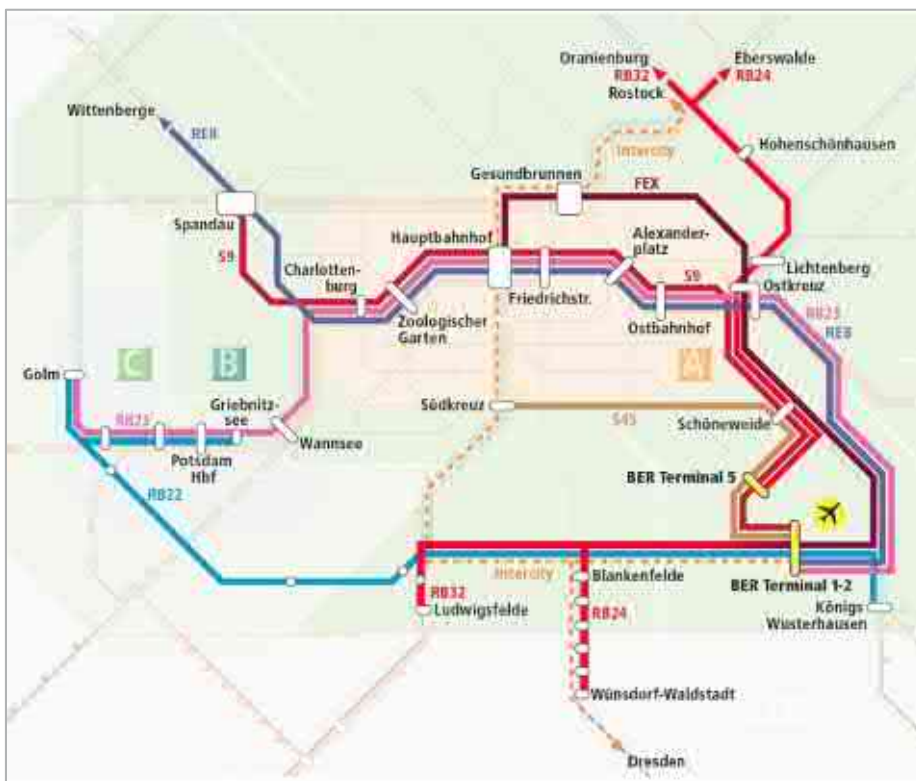 Oranienburg
RB32
Rostock
Eberswalde
RB24
Wittenberge
RE8
Hohenschönhausen
Intercity
Gesundbrunnen
FEX
Spandau
Hauptbahnhof
Alexander-
platz
S9
Charlotten-
burg
S9
Lichtenberg
Ostkreuz
Friedrichstr.
Zoologischer
Garten
Ostbahnhof
RB23
RE8
Golm
C
B
A
Griebnitz-
see
Südkreuz
RB23
S45
Schöneweide
Wannsee
Potsdam
Hbf
BER Terminal 5
RB22
Intercity
Blankenfelde
BER Terminal 1-2
RB32
Ludwigsfelde
RB24
Königs
Wusterhausen
Wünsdorf-Waldstadt
Dresden